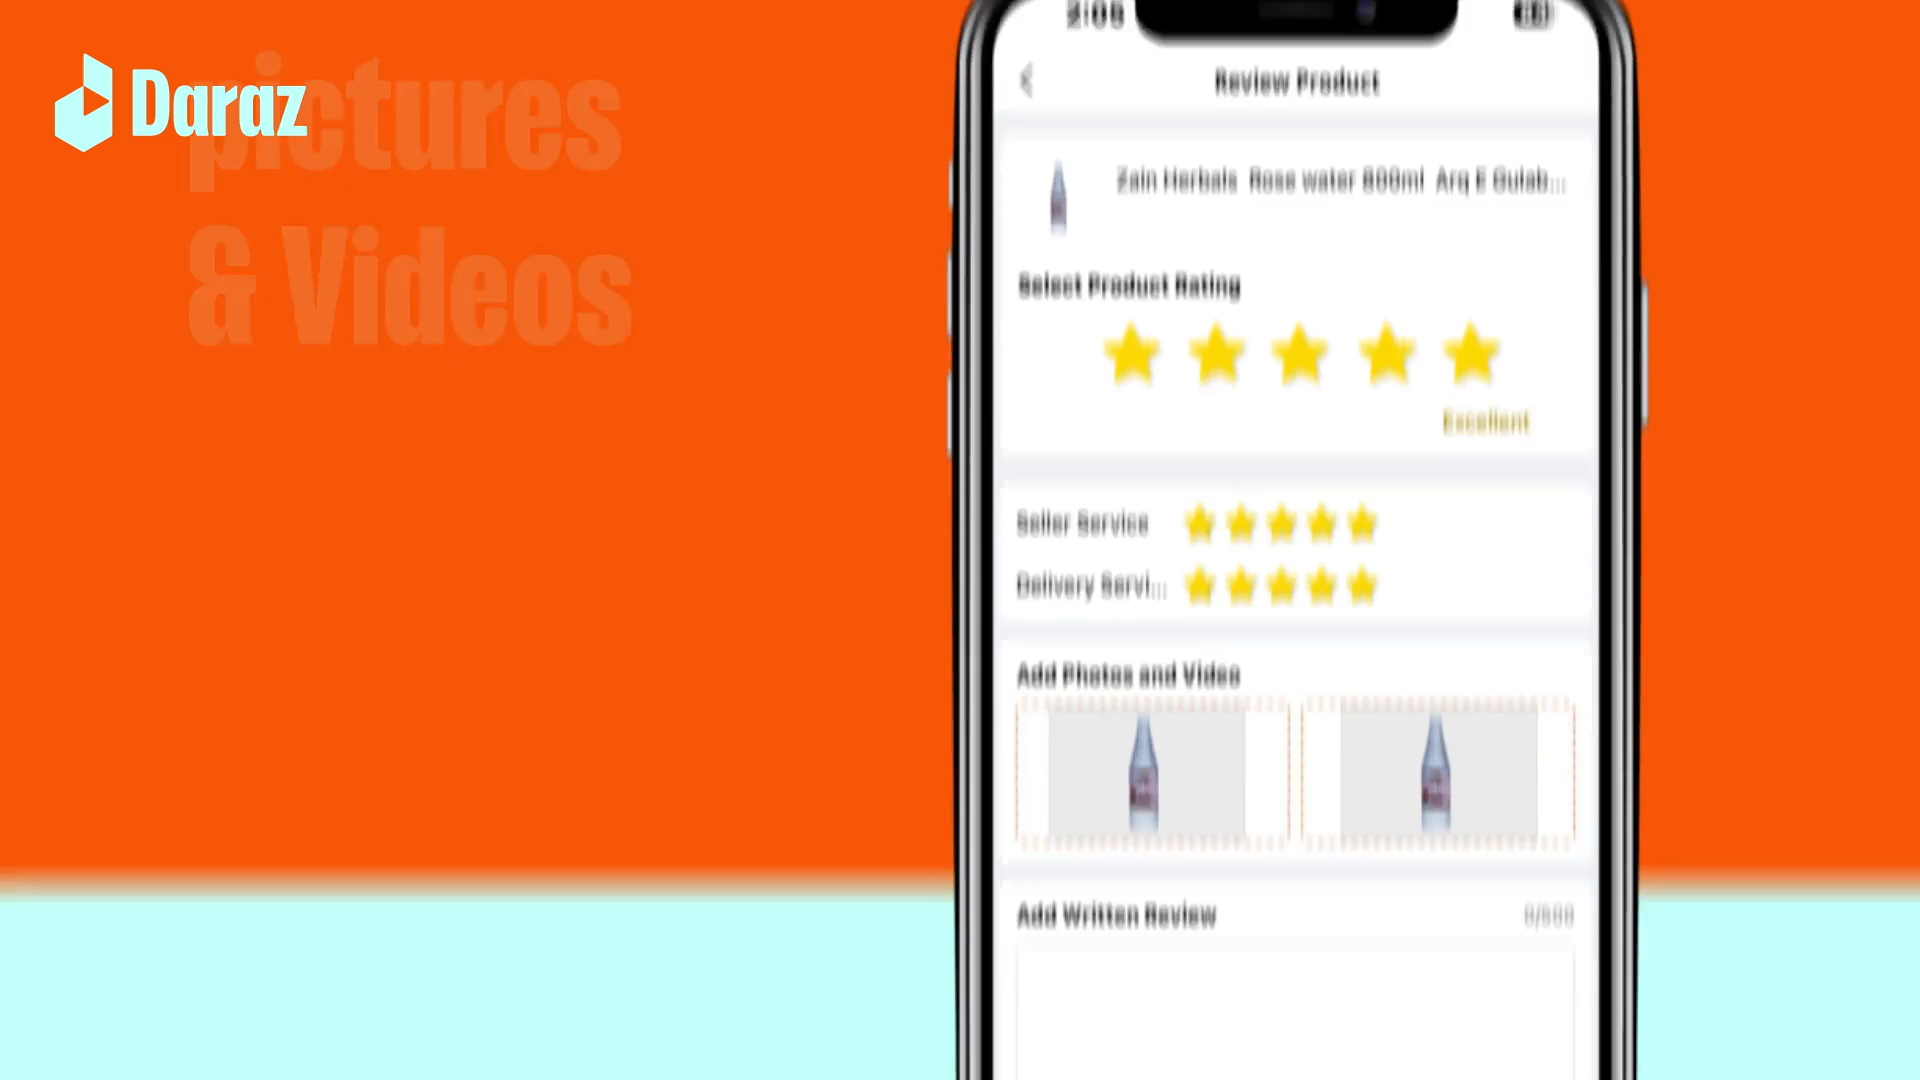 Daraz
pictures
& Videos
Review Product
Zain Herbals Rose water 800ml Arq E Gulab...
Select Product Rating
Excellent
Seller Service
Delivery Servi...
Add Photos and Video
Add Written Review